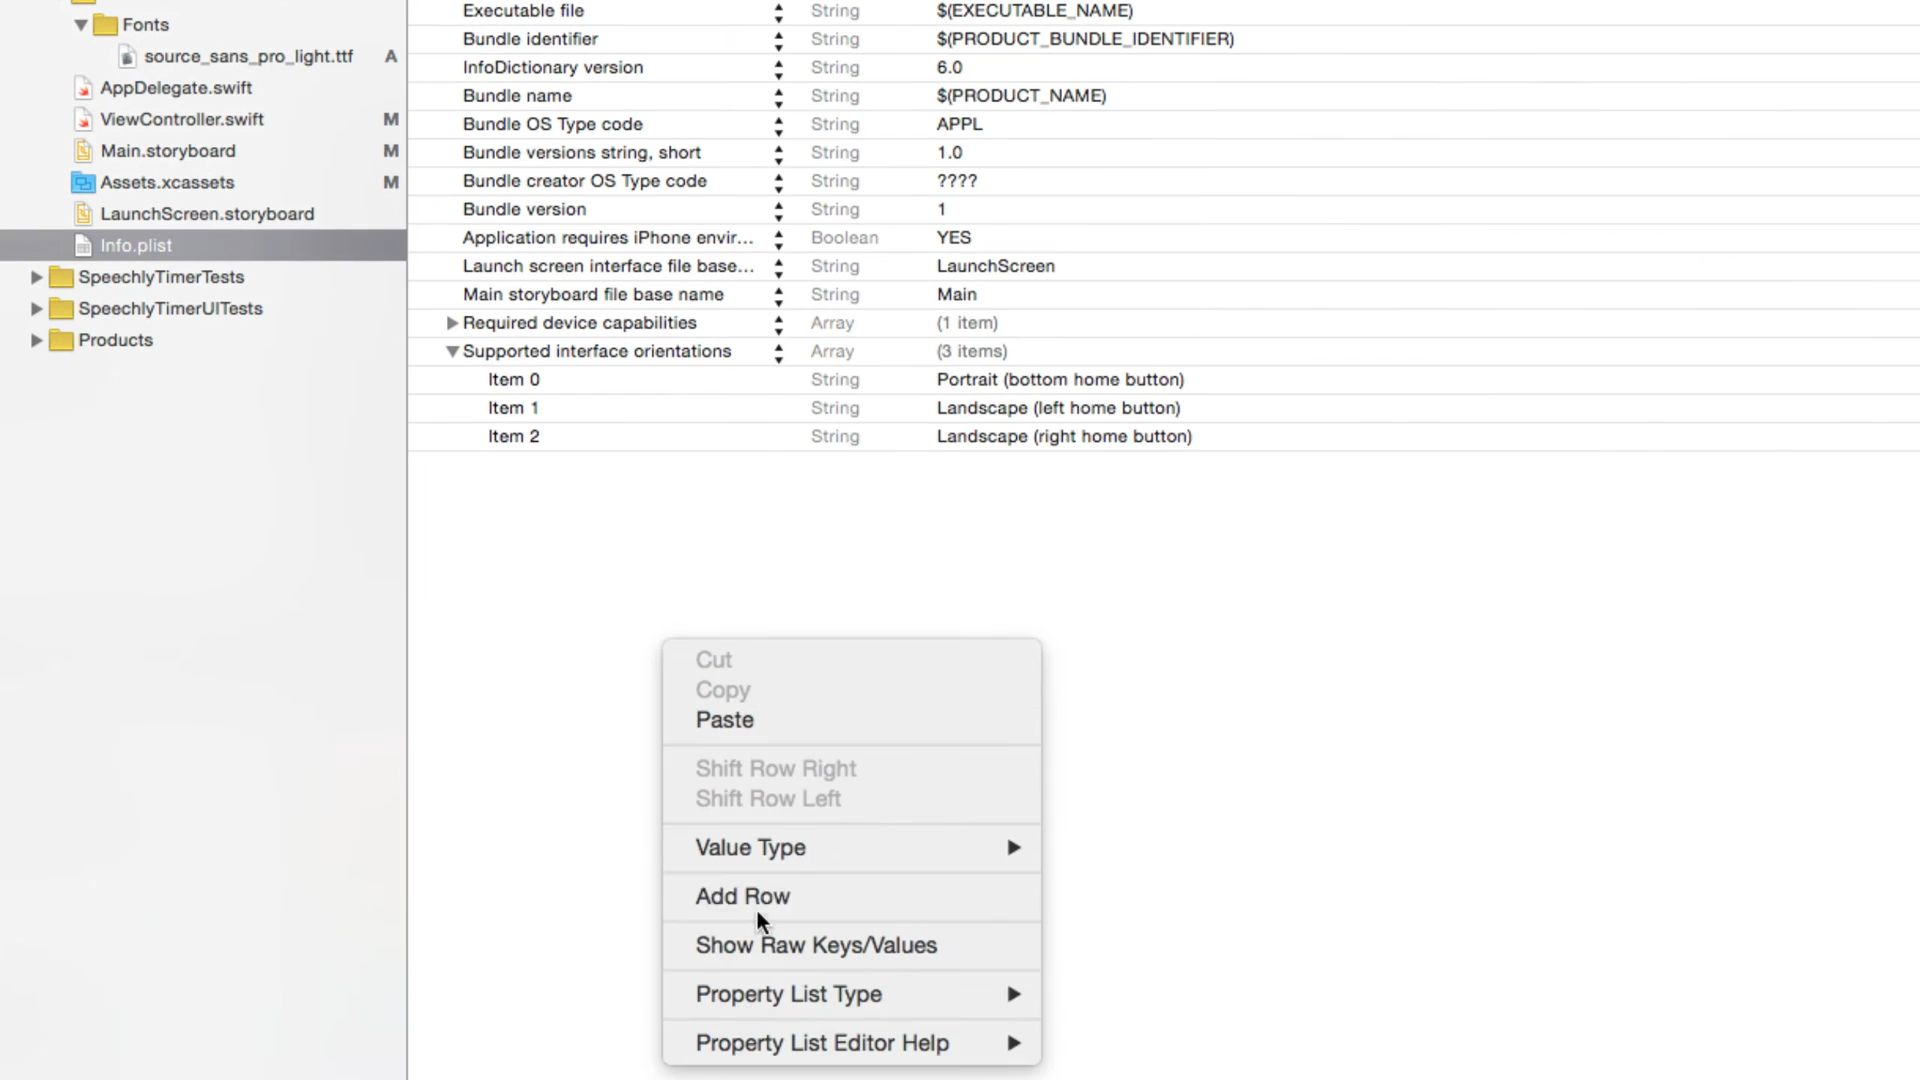 Fonts
source_sans_pro_light.ttf A
AppDelegate.swift
ViewController.swift M
Main.storyboard M
Assets.xcassets M
LaunchScreen.storyboard
Info.plist
SpeechlyTimerTests
SpeechlyTimerUITests
Products
Executable file String $(EXECUTABLE_NAME)
Bundle identifier String $(PRODUCT_BUNDLE_IDENTIFIER)
InfoDictionary version String 6.0
Bundle name String $(PRODUCT_NAME)
Bundle OS Type code String APPL
Bundle versions string, short String 1.0
Bundle creator OS Type code String ????
Bundle version String 1
Application requires iPhone envir... Boolean YES
Launch screen interface file base... String LaunchScreen
Main storyboard file base name String Main
Required device capabilities Array (1 item)
Supported interface orientations Array (3 items)
Item 0 String Portrait (bottom home button)
Item 1 String Landscape (left home button)
Item 2 String Landscape (right home button)
Cut
Copy
Paste
Shift Row Right
Shift Row Left
Value Type
Add Row
Show Raw Keys/Values
Property List Type
Property List Editor Help